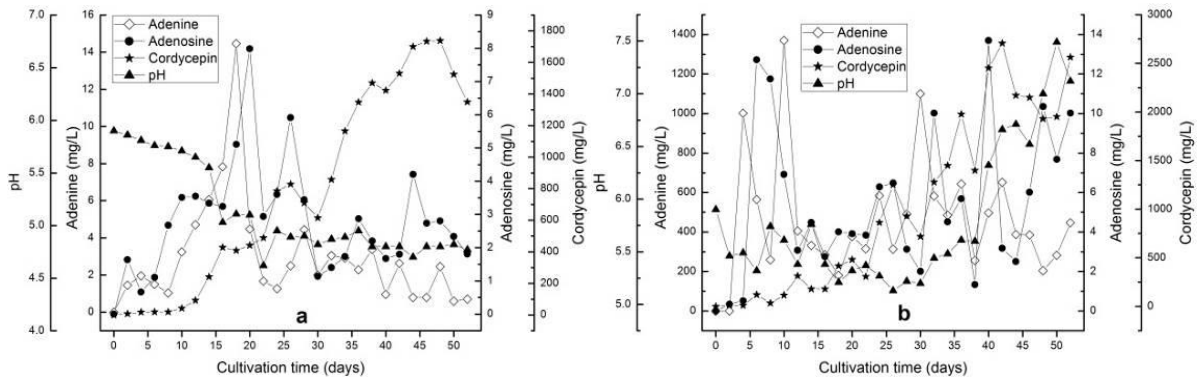 7.0
6.5
6.0
5.5
5.0
4.5
4.0
pH
16
14
12
10
8
6
4
2
0
Adenine (mg/L)
Adenine
Adenosine
Cordycepin
pH
a
0 5 10 15 20 25 30 35 40 45 50
Cultivation time (days)
9
8
7
6
5
4
3
2
1
0
Adenosine (mg/L)
1800
1600
1400
1200
1000
800
600
400
200
0
Cordycepin (mg/L)
7.5
7.0
6.5
6.0
5.5
5.0
pH
1400
1200
1000
800
600
400
200
0
Adenine (mg/L)
Adenine
Adenosine
Cordycepin
pH
b
0 5 10 15 20 25 30 35 40 45 50
Cultivation time (days)
14
12
10
8
6
4
2
0
Adenosine (mg/L)
3000
2500
2000
1500
1000
500
0
Cordycepin (mg/L)